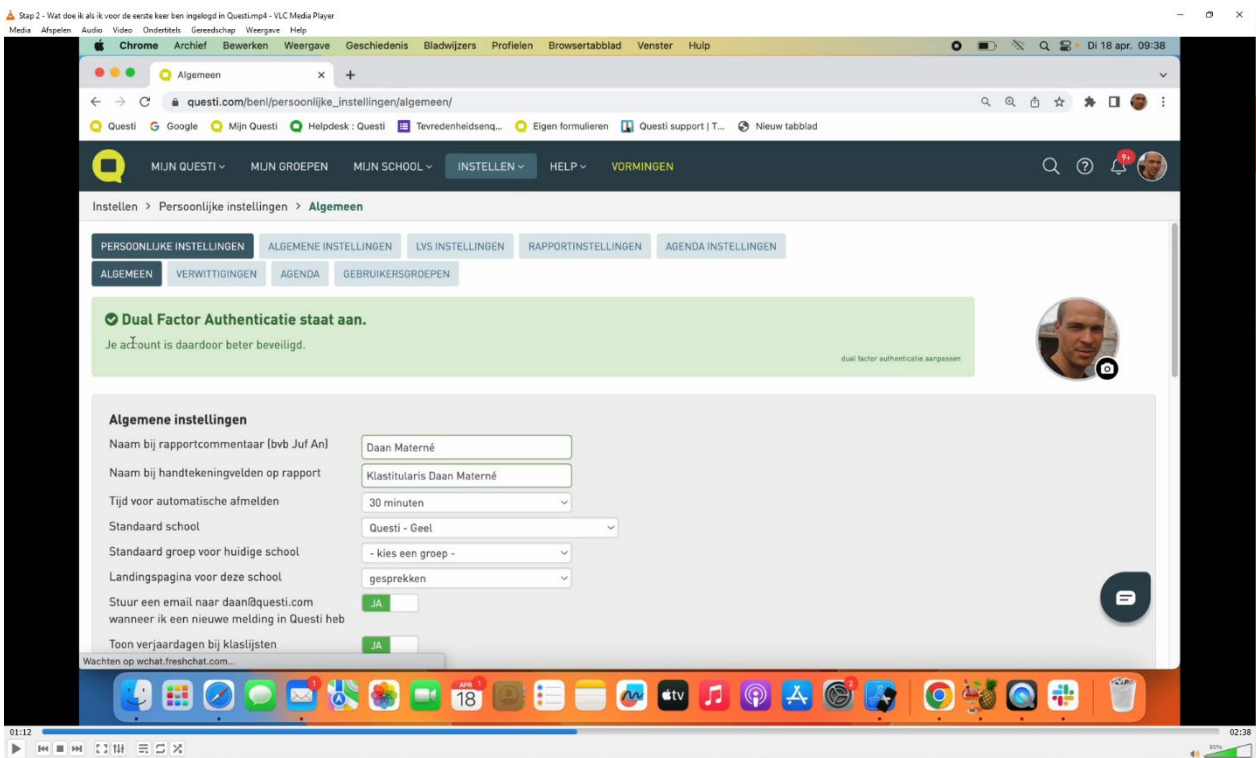 Stap 2 - Wat doe ik als ik voor de eerste keer ben ingelogd in Questi.mp4 - VLC Media Player
Media Afspelen Audio Video Ondertitels Gereedschap Weergave Help
Chrome Archief Bewerken Weergave Geschiedenis Bladwijzers Profielen Browsertabblad Venster Hulp Di 18 apr. 09:38
Algemeen
questi.com/benl/persoonlijke_instellingen/algemeen/
Questi Google Mijn Questi Helpdesk : Questi Tevredenheidsenq... Eigen formulieren Questi support | T... Nieuw tabblad
MIJN QUESTI MIJN GROEPEN MIJN SCHOOL INSTELLEN HELP VORMINGEN 9+
Instellen > Persoonlijke instellingen > Algemeen
PERSOONLIJKE INSTELLINGEN ALGEMENE INSTELLINGEN LVS INSTELLINGEN RAPPORTINSTELLINGEN AGENDA INSTELLINGEN
ALGEMEEN VERWITTIGINGEN AGENDA GEBRUIKERSGROEPEN
Dual Factor Authenticatie staat aan.
Je account is daardoor beter beveiligd.
dual factor authenticatie aanpassen
Algemene instellingen
Naam bij rapportcommentaar (bvb Juf An) Daan Materné
Naam bij handtekeningvelden op rapport Klastitularis Daan Materné
Tijd voor automatische afmelden 30 minuten
Standaard school Questi - Geel
Standaard groep voor huidige school - kies een groep -
Landingspagina voor deze school gesprekken
Stuur een email naar daan@questi.com JA
wanneer ik een nieuwe melding in Questi heb
Toon verjaardagen bij klaslijsten JA
Wachten op wchat.freshchat.com...
1 APR 18 1 tv 2
01:12 02:38
85%